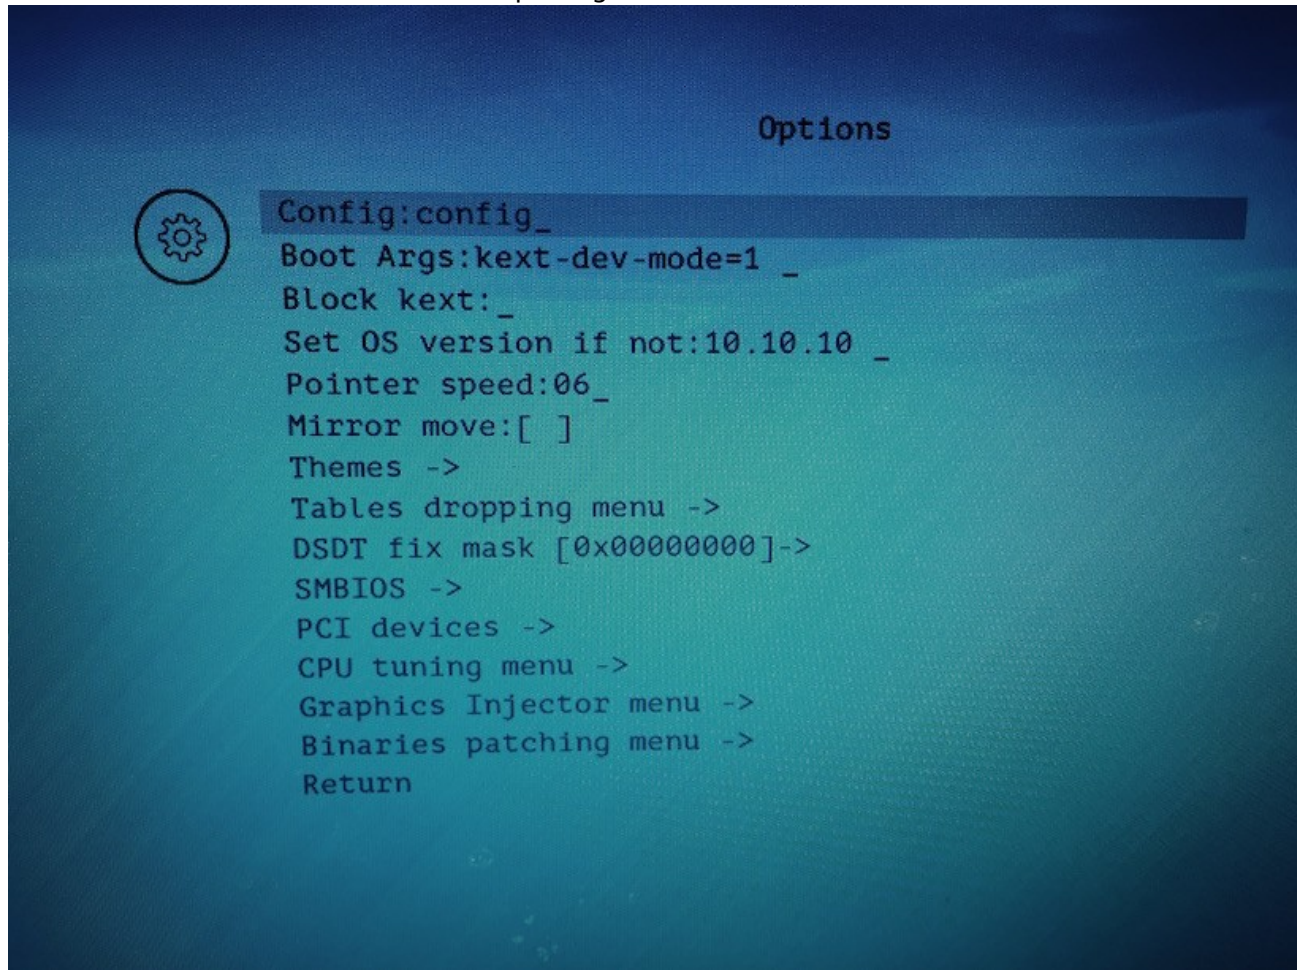 Options
Config:config_
Boot Args:kext-dev-mode=1 _
Block kext:_
Set OS version if not:10.10.10 _
Pointer speed:06_
Mirror move:[ ]
Themes ->
Tables dropping menu ->
DSDT fix mask [0x00000000]->
SMBIOS ->
PCI devices ->
CPU tuning menu ->
Graphics Injector menu ->
Binaries patching menu ->
Return